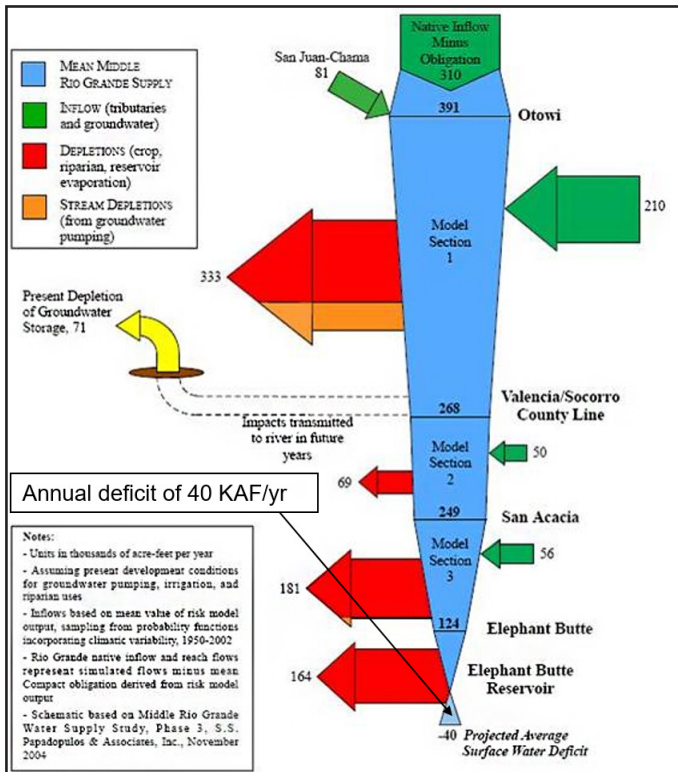 MEAN MIDDLE
RIO GRANDE SUPPLY
INFLOW (tributaries
and groundwater)
DEPLETIONS (crop,
riparian, reservoir
evaporation)
STREAM DEPLETIONS
(from groundwater
pumping)
Native Inflow
Minus
Obligation
310
San Juan-Chama
81
391
Otowi
210
Model
Section
1
333
Present Depletion
of Groundwater
Storage, 71
Impacts transmitted
to river in future
years
268
Valencia/Socorro
County Line
Model
Section
2
50
69
249
San Acacia
Annual deficit of 40 KAF/yr
Model
Section
3
56
181
124
Elephant Butte
164
Elephant Butte
Reservoir
-40
Projected Average
Surface Water Deficit
Notes:
- Units in thousands of acre-feet per year
- Assuming present development conditions
for groundwater pumping, irrigation, and
riparian uses
- Inflows based on mean value of risk model
output, sampling from probability functions
incorporating climatic variability, 1950-2002
- Rio Grande native inflow and reach flows
represent simulated flows minus mean
Compact obligation derived from risk model
output
- Schematic based on Middle Rio Grande
Water Supply Study, Phase 3, S.S.
Papadopulos & Associates, Inc., November
2004